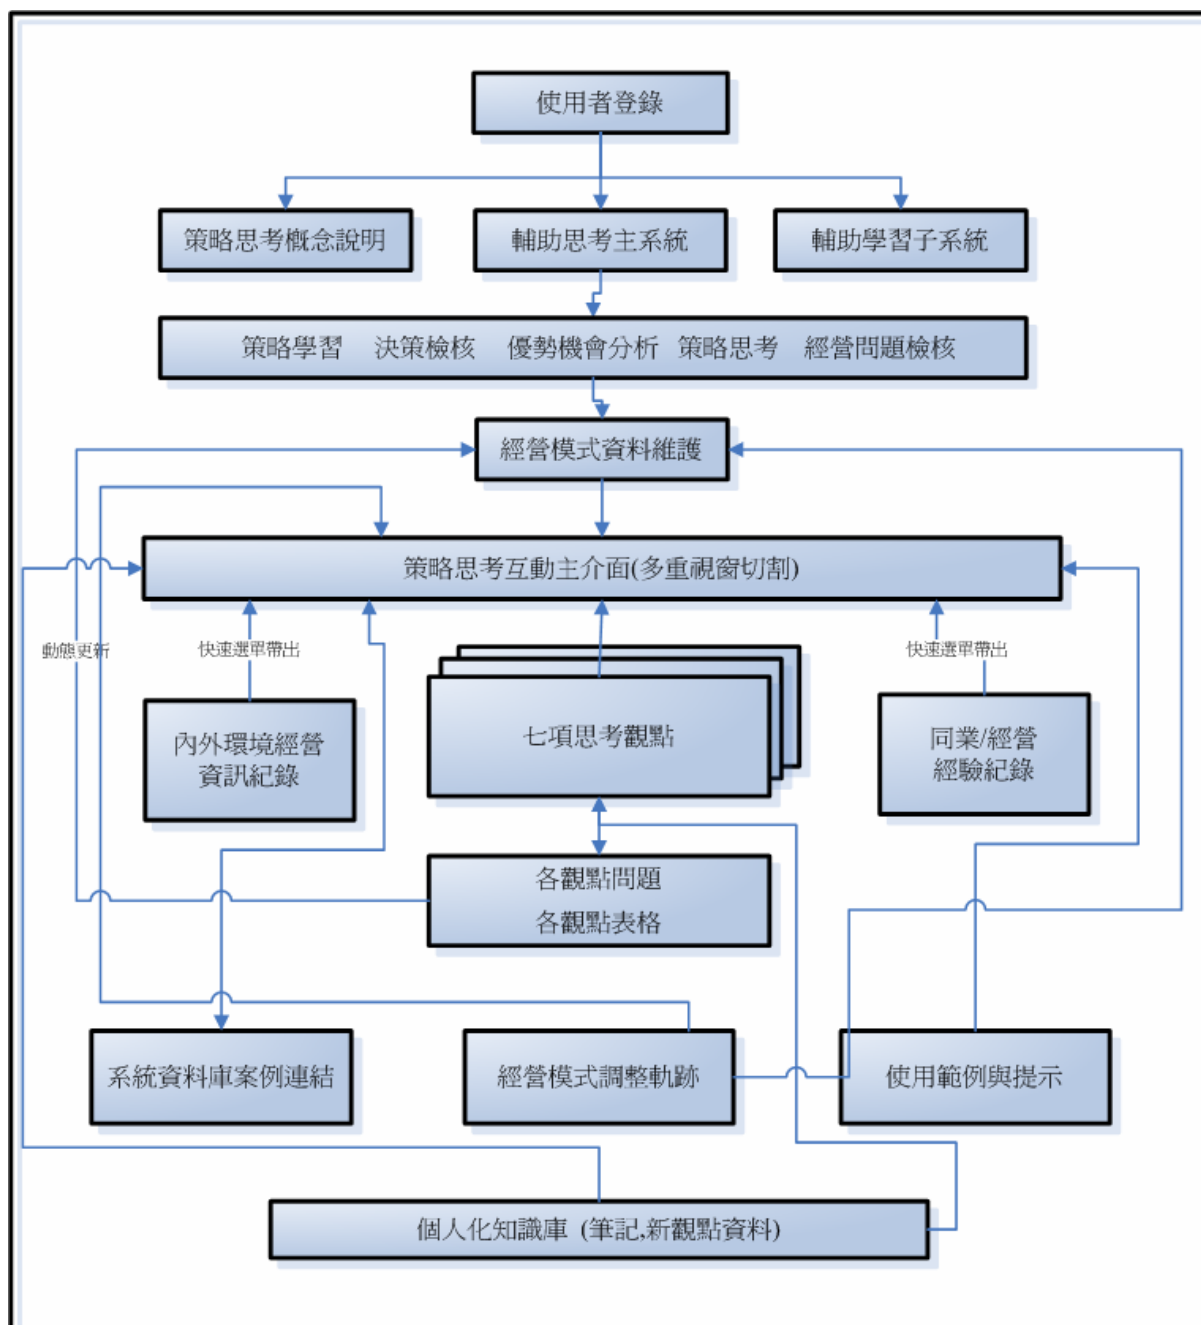 使用者登錄
策略思考概念說明
輔助思考主系統
輔助學習子系統
策略學習 決策檢核 優勢機會分析 策略思考 經營問題檢核
經營模式資料維護
策略思考互動主介面(多重視窗切割)
動態更新
快速選單帶出
快速選單帶出
內外環境經營
資訊紀錄
七項思考觀點
同業/經營
經驗紀錄
各觀點問題
各觀點表格
系統資料庫案例連結
經營模式調整軌跡
使用範例與提示
個人化知識庫 (筆記,新觀點資料)